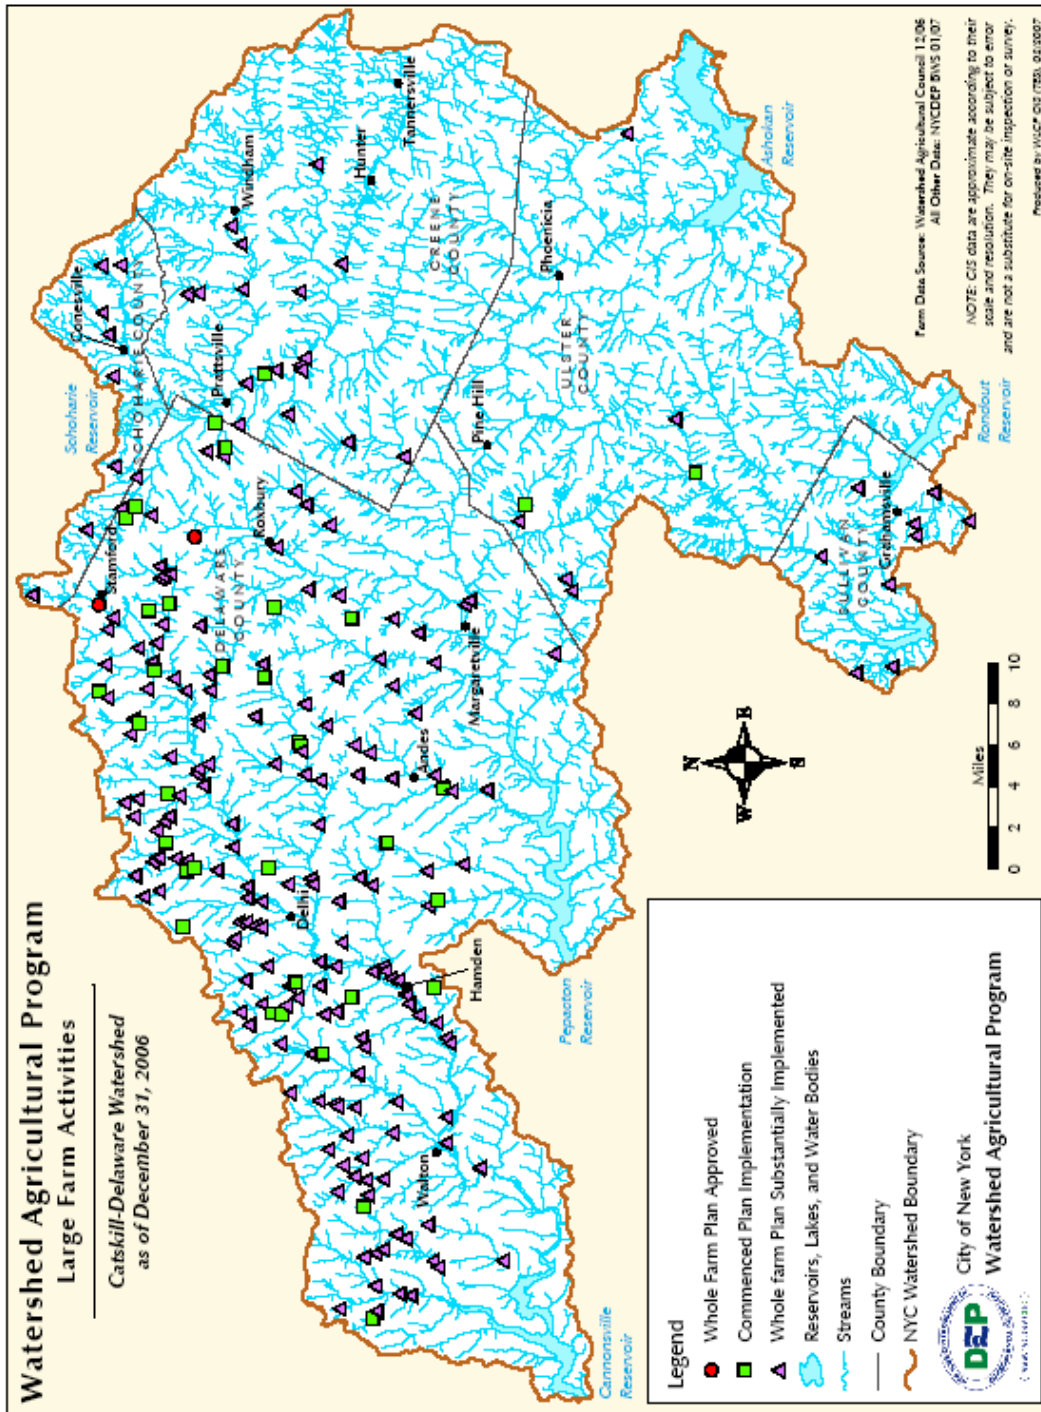 Watershed Agricultural Program
Large Farm Activities
Catskill-Delaware Watershed
as of December 31, 2006
Schoharie
Reservoir
Conesville
SCHOHARIE COUNTY
Stamford
Prattsville
Windham
Hunter
Tannersville
GREENE
COUNTY
Roxbury
DELAWARE
COUNTY
Delhi
Hamden
Walton
Andes
Margaretville
Pine Hill
Phoenicia
ULSTER
COUNTY
Ashokan
Reservoir
Cannonsville
Reservoir
Pepacton
Reservoir
SULLIVAN
COUNTY
Grahamsville
Rondout
Reservoir
N
W
E
S
0
2
4
6
8
10
Miles
Legend
Whole Farm Plan Approved
Commenced Plan Implementation
Whole farm Plan Substantially Implemented
Reservoirs, Lakes, and Water Bodies
Streams
County Boundary
NYC Watershed Boundary
DEP
City of New York
Watershed Agricultural Program
Farm Data Source: Watershed Agricultural Council 12/06
All Other Data: NYCDEP BWS 01/07
NOTE: GIS data are approximate according to their
scale and resolution. They may be subject to error
and are not a substitute for on-site inspection or survey.
Produced by WLCP GIS